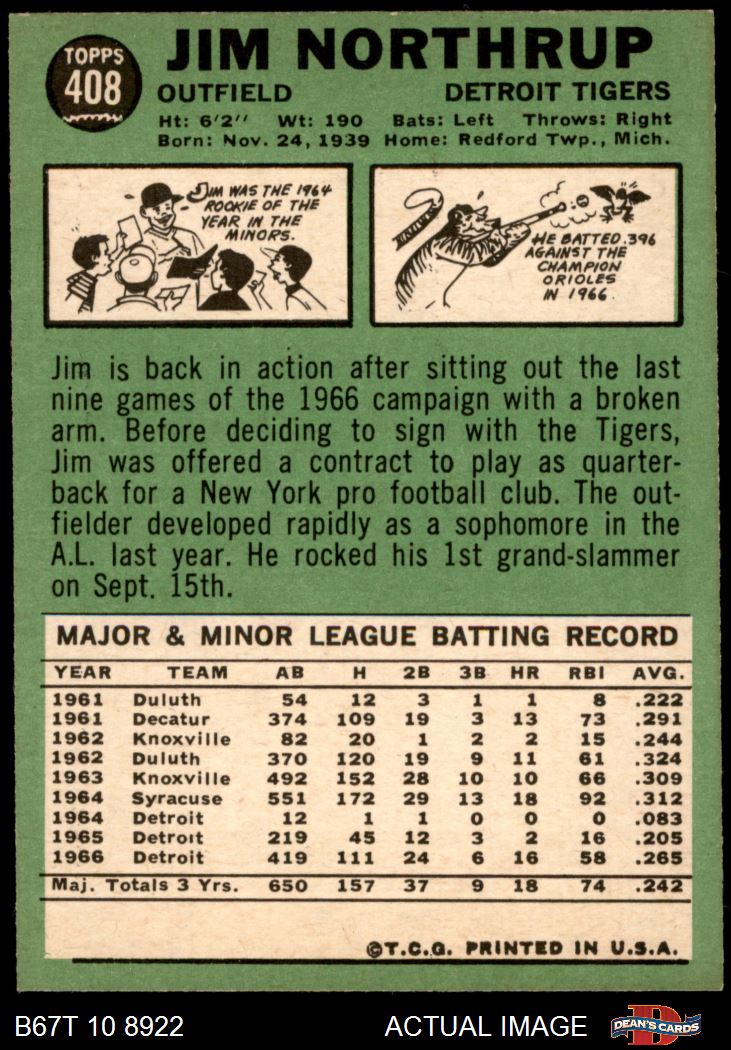 TOPPS
408
JIM NORTHRUP
OUTFIELD DETROIT TIGERS
Ht: 6'2'' Wt: 190 Bats: Left Throws: Right
Born: Nov. 24, 1939 Home: Redford Twp., Mich.
JIM WAS THE 1964
ROOKIE OF THE
YEAR IN THE
MINORS.
HE BATTED .396
AGAINST THE
CHAMPION
ORIOLES
IN 1966.
Jim is back in action after sitting out the last
nine games of the 1966 campaign with a broken
arm. Before deciding to sign with the Tigers,
Jim was offered a contract to play as quarter-
back for a New York pro football club. The out-
fielder developed rapidly as a sophomore in the
A.L. last year. He rocked his 1st grand-slammer
on Sept. 15th.
MAJOR & MINOR LEAGUE BATTING RECORD
YEAR TEAM AB H 2B 3B HR RBI AVG.
1961 Duluth 54 12 3 1 1 8 .222
1961 Decatur 374 109 19 3 13 73 .291
1962 Knoxville 82 20 1 2 2 15 .244
1962 Duluth 370 120 19 9 11 61 .324
1963 Knoxville 492 152 28 10 10 66 .309
1964 Syracuse 551 172 29 13 18 92 .312
1964 Detroit 12 1 1 0 0 0 .083
1965 Detroit 219 45 12 3 2 16 .205
1966 Detroit 419 111 24 6 16 58 .265
Maj. Totals 3 Yrs. 650 157 37 9 18 74 .242
©T.C.G. PRINTED IN U.S.A.
B67T 10 8922 ACTUAL IMAGE
DEAN'S CARDS